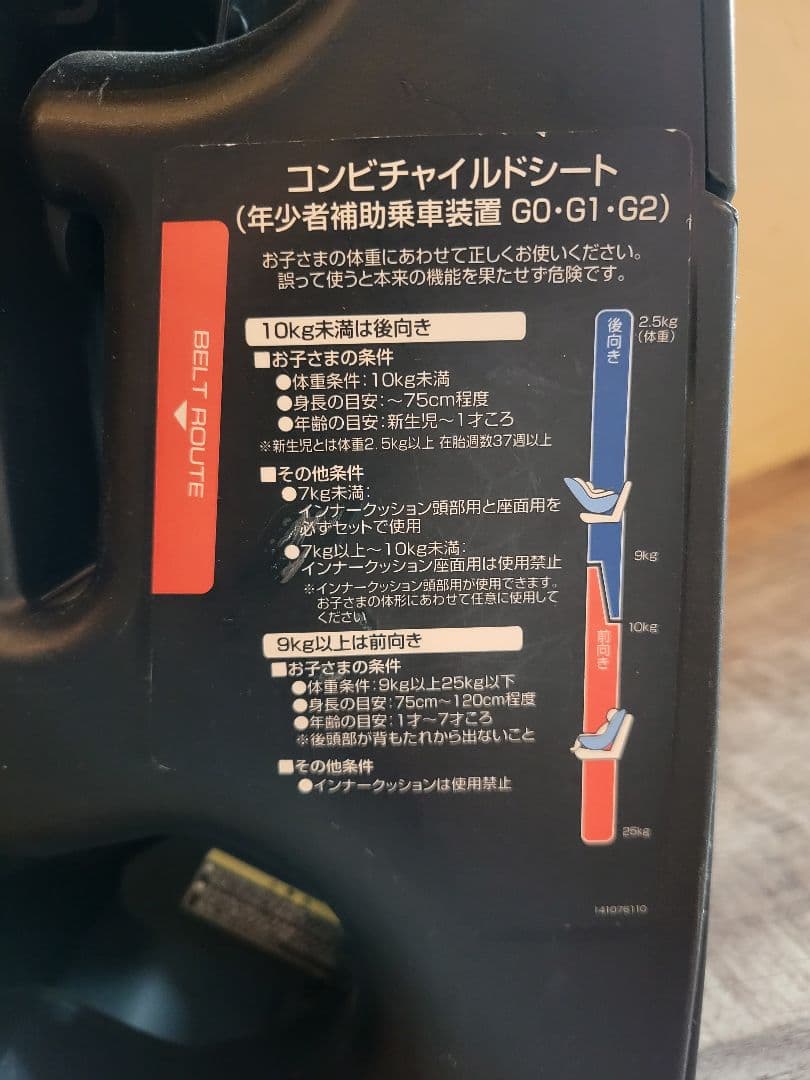 コンビチャイルドシート
（年少者補助乗車装置 G0・G1・G2）
お子さまの体重にあわせて正しくお使いください。
誤って使うと本来の機能を果たせず危険です。
BELT ROUTE
10kg未満は後向き
■お子さまの条件
●体重条件：10kg未満
●身長の目安：～75cm程度
●年齢の目安：新生児～1才ころ
※新生児とは体重2.5kg以上 在胎週数37週以上
■その他条件
●7kg未満：
インナークッション頭部用と座面用を
必ずセットで使用
●7kg以上～10kg未満：
インナークッション座面用は使用禁止
※インナークッション頭部用が使用できます。
お子さまの体形にあわせて任意に使用して
ください
9kg以上は前向き
■お子さまの条件
●体重条件：9kg以上25kg以下
●身長の目安：75cm～120cm程度
●年齢の目安：1才～7才ころ
※後頭部が背もたれから出ないこと
■その他条件
●インナークッションは使用禁止
後向き
2.5kg
（体重）
9kg
10kg
前向き
25kg
141076110